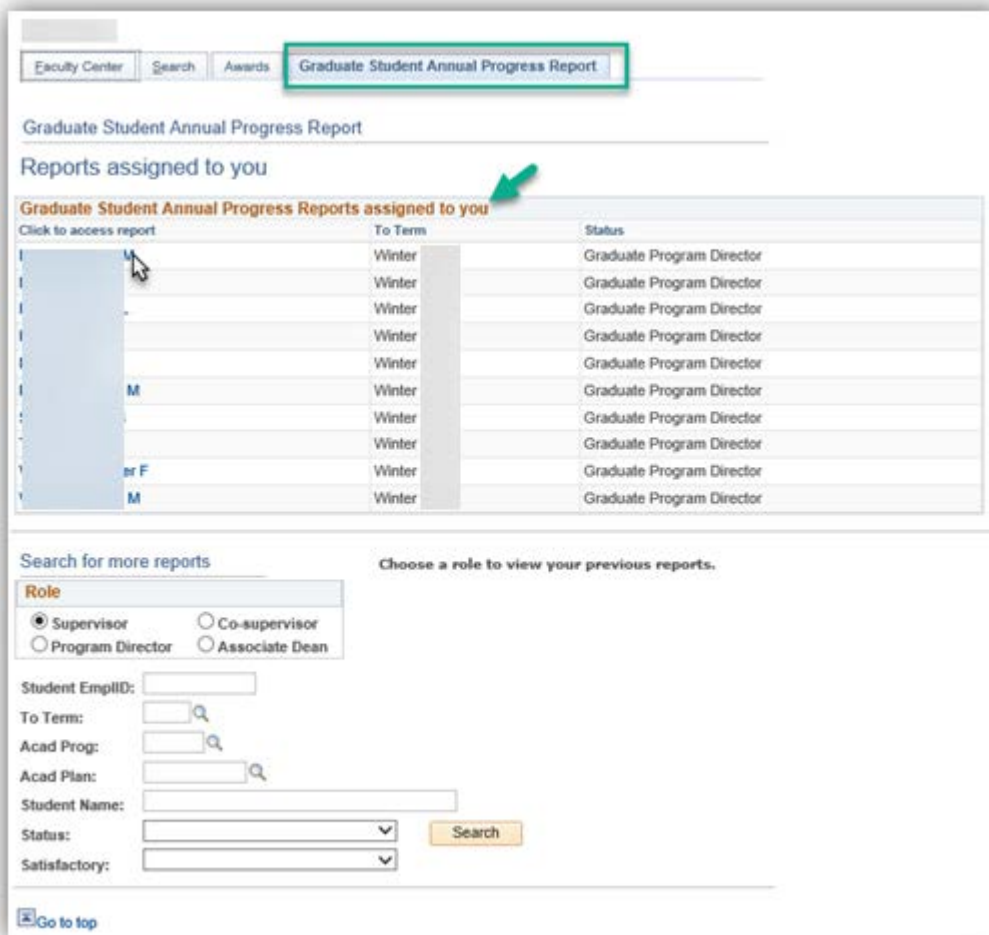 Faculty Center Search Awards Graduate Student Annual Progress Report
Graduate Student Annual Progress Report
Reports assigned to you
Graduate Student Annual Progress Reports assigned to you
Click to access report To Term Status
M Winter Graduate Program Director
Winter Graduate Program Director
Winter Graduate Program Director
Winter Graduate Program Director
Winter Graduate Program Director
M Winter Graduate Program Director
Winter Graduate Program Director
Winter Graduate Program Director
er F Winter Graduate Program Director
M Winter Graduate Program Director
Search for more reports Choose a role to view your previous reports.
Role
Supervisor Co-supervisor
Program Director Associate Dean
Student EmplID:
To Term:
Acad Prog:
Acad Plan:
Student Name:
Status: Search
Satisfactory:
Go to top